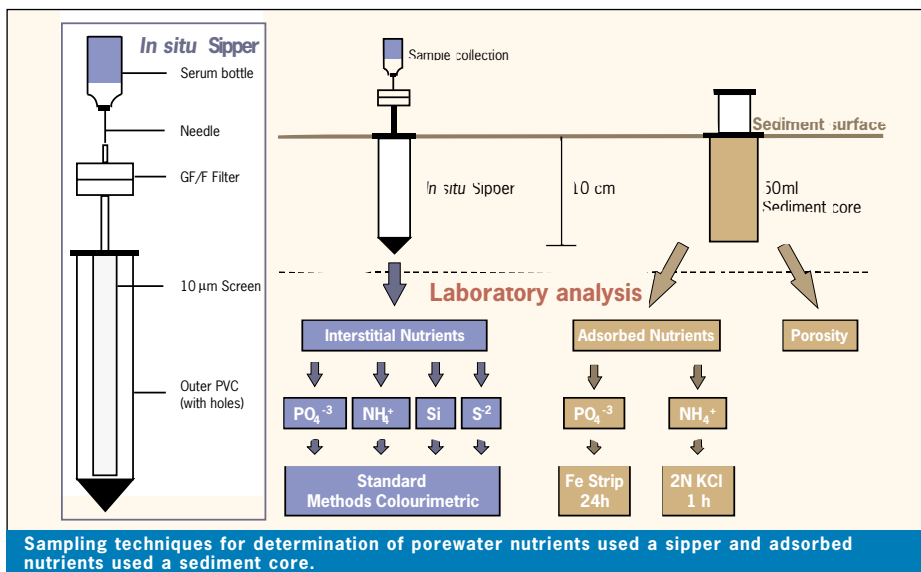 In situ Sipper
Serum bottle
Needle
GF/F Filter
10 µm Screen
Outer PVC
(with holes)
Sample collection
Sediment surface
In situ Sipper
10 cm
50ml
Sediment core
Laboratory analysis
Interstitial Nutrients
Adsorbed Nutrients
Porosity
PO₄⁻³
NH₄⁺
Si
S⁻²
PO₄⁻³
NH₄⁺
Standard
Methods Colourimetric
Fe Strip
24h
2N KCl
1 h
Sampling techniques for determination of porewater nutrients used a sipper and adsorbed
nutrients used a sediment core.